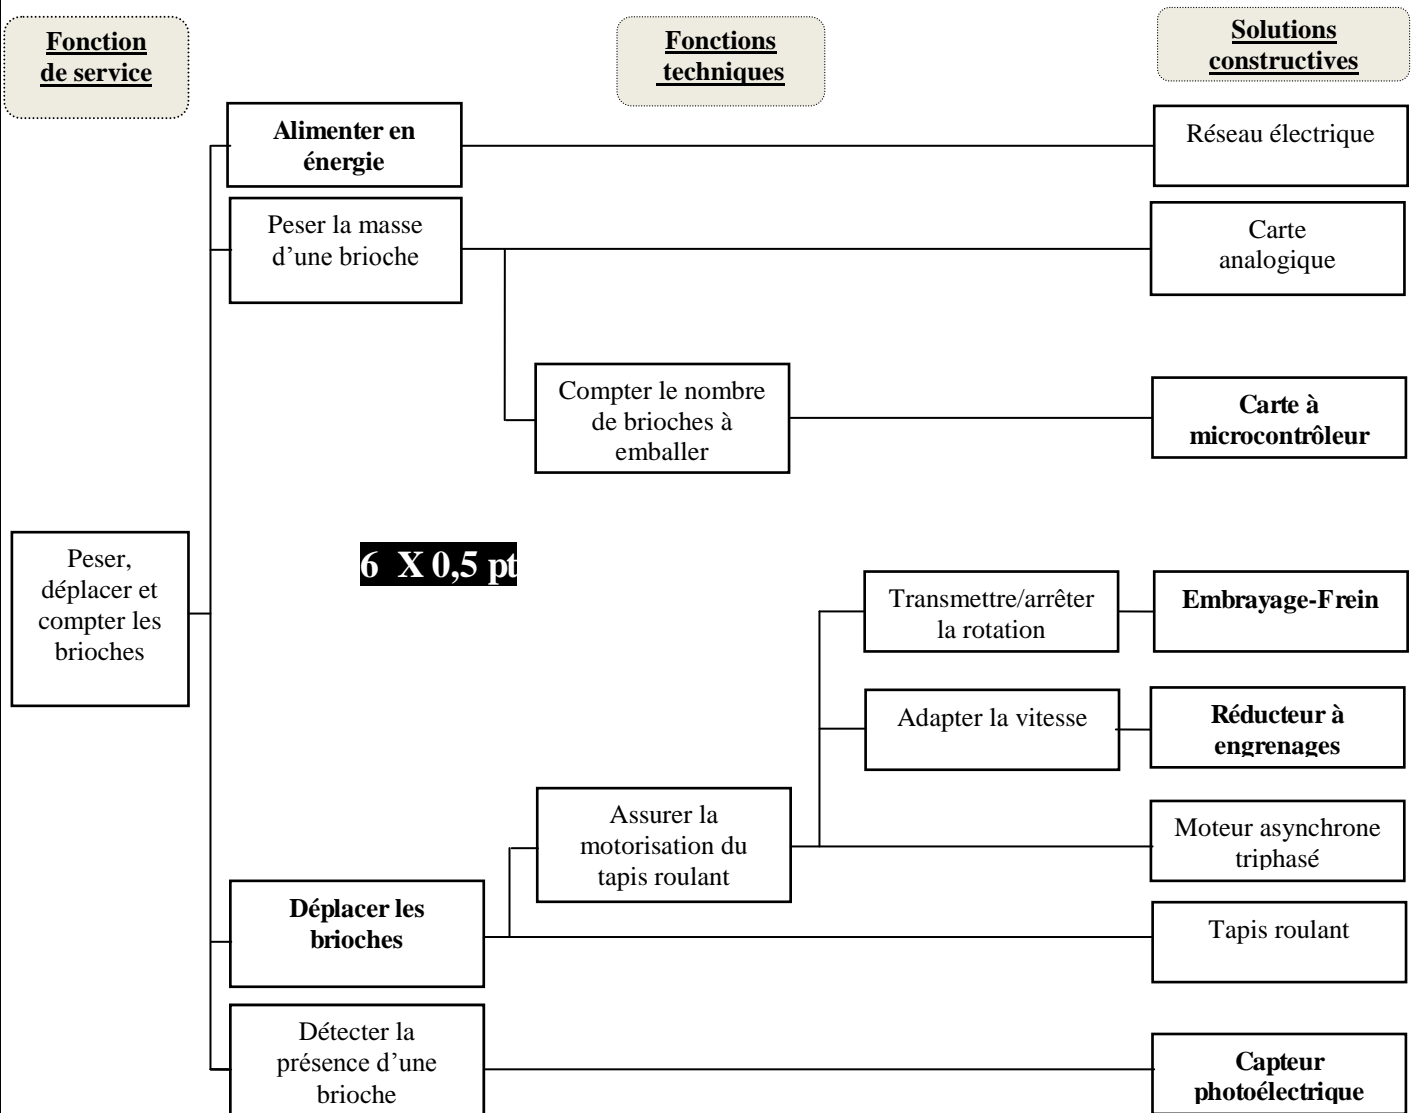 Fonction
de service
Fonctions
techniques
Solutions
constructives
Alimenter en
énergie
Réseau électrique
Peser la masse
d’une brioche
Carte
analogique
Compter le nombre
de brioches à
emballer
Carte à
microcontrôleur
Peser,
déplacer et
compter les
brioches
6 X 0,5 pt
Transmettre/arrêter
la rotation
Embrayage-Frein
Adapter la vitesse
Réducteur à
engrenages
Assurer la
motorisation du
tapis roulant
Moteur asynchrone
triphasé
Déplacer les
brioches
Tapis roulant
Détecter la
présence d’une
brioche
Capteur
photoélectrique